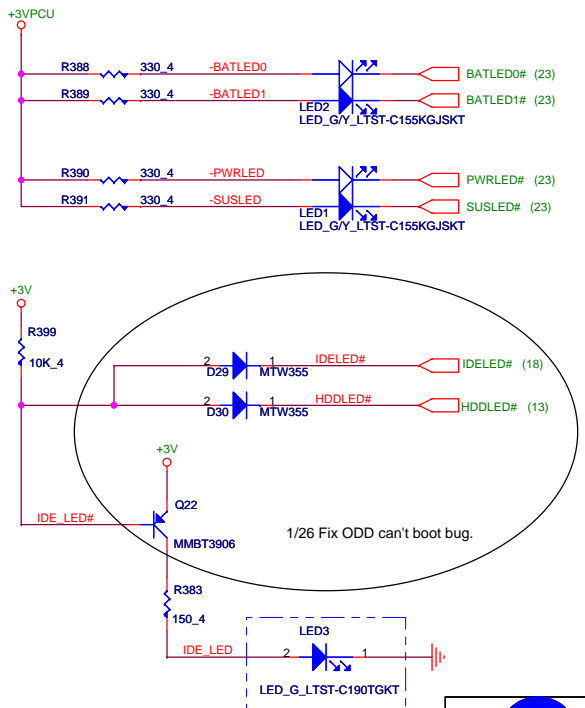 +3VPCU
R388 330_4 -BATLED0 BATLED0# (23)
R389 330_4 -BATLED1 BATLED1# (23)
LED2
LED_G/Y_LTST-C155KGJSKT
R390 330_4 -PWRLED PWRLED# (23)
R391 330_4 -SUSLED SUSLED# (23)
LED1
LED_G/Y_LTST-C155KGJSKT
+3V
R399
10K_4
2 1 IDELED# IDELED# (18)
D29 MTW355
2 1 HDDLED# HDDLED# (13)
D30 MTW355
+3V
Q22
IDE_LED#
MMBT3906
1/26 Fix ODD can't boot bug.
R383
150_4
LED3
IDE_LED 2 1
LED_G_LTST-C190TGKT